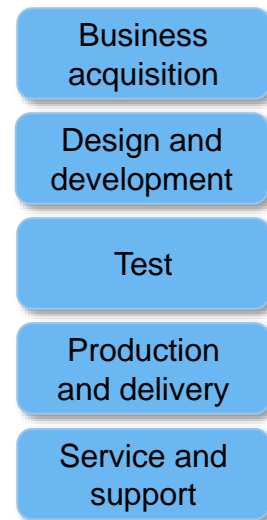 Business
acquisition
Design and
development
Test
Production
and delivery
Service and
support